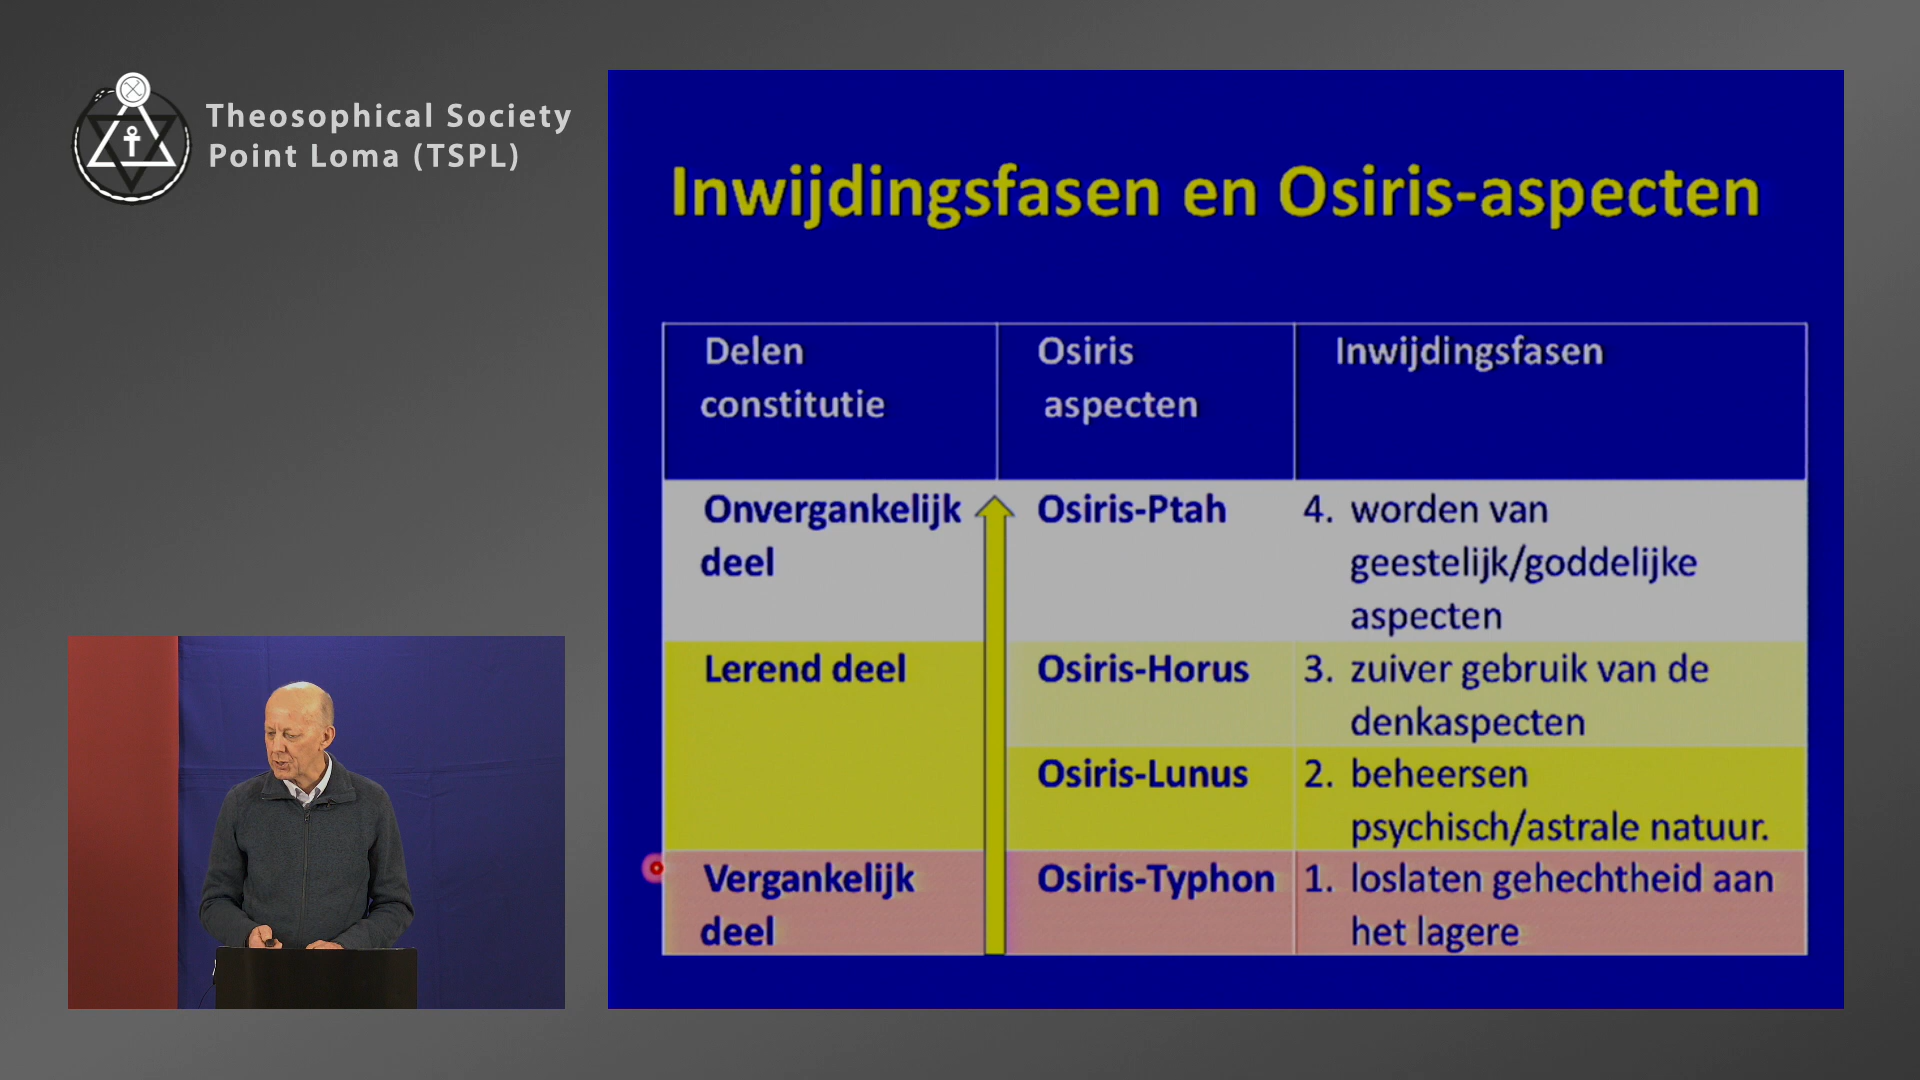 Theosophical Society
Point Loma (TSPL)
Inwijdingsfasen en Osiris-aspecten
Delen
constitutie
Osiris
aspecten
Inwijdingsfasen
Onvergankelijk
deel
Osiris-Ptah
4. worden van
geestelijk/goddelijke
aspecten
Lerend deel
Osiris-Horus
3. zuiver gebruik van de
denkaspecten
Osiris-Lunus
2. beheersen
psychisch/astrale natuur.
Vergankelijk
deel
Osiris-Typhon
1. loslaten gehechtheid aan
het lagere